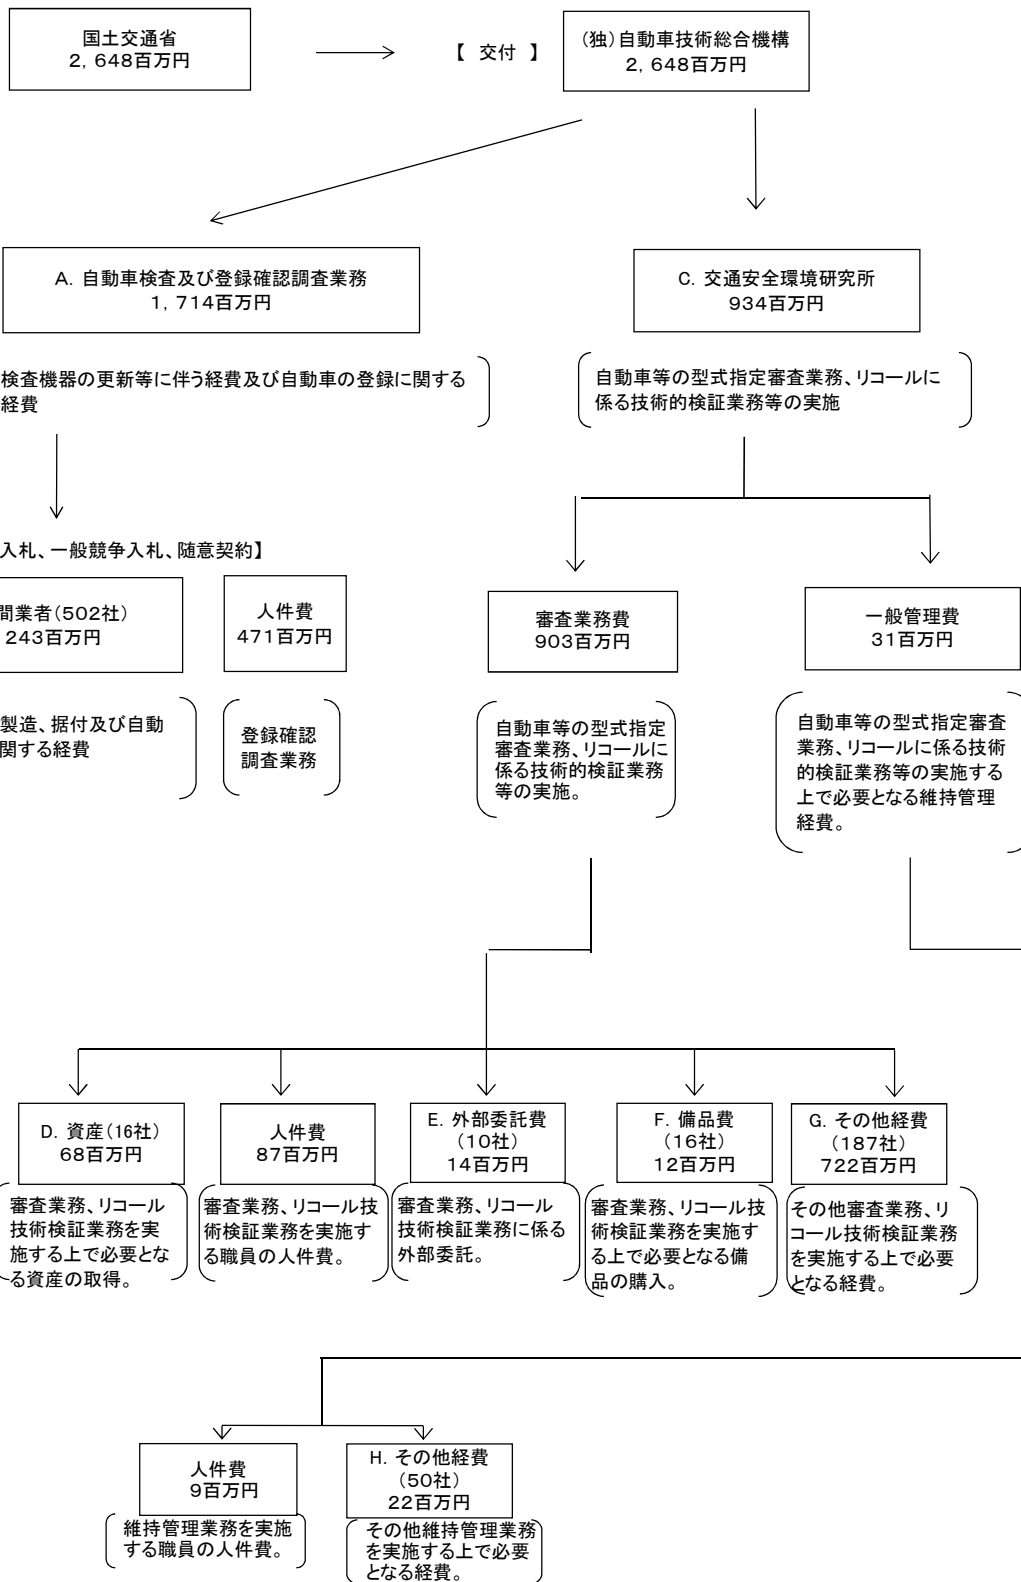 国土交通省
2,648百万円
【 交付 】
(独)自動車技術総合機構
2,648百万円
A. 自動車検査及び登録確認調査業務
1,714百万円
C. 交通安全環境研究所
934百万円
検査機器の更新等に伴う経費及び自動車の登録に関する
経費
自動車等の型式指定審査業務、リコールに
係る技術的検証業務等の実施
入札、一般競争入札、随意契約】
間業者(502社)
243百万円
人件費
471百万円
審査業務費
903百万円
一般管理費
31百万円
製造、据付及び自動
関する経費
登録確認
調査業務
自動車等の型式指定
審査業務、リコールに
係る技術的検証業務
等の実施。
自動車等の型式指定審査
業務、リコールに係る技術
的検証業務等の実施する
上で必要となる維持管理
経費。
D. 資産(16社)
68百万円
人件費
87百万円
E. 外部委託費
(10社)
14百万円
F. 備品費
(16社)
12百万円
G. その他経費
(187社)
722百万円
審査業務、リコール
技術検証業務を実
施する上で必要とな
る資産の取得。
審査業務、リコール技
術検証業務を実施す
る職員の人件費。
審査業務、リコール
技術検証業務に係る
外部委託。
審査業務、リコール技
術検証業務を実施す
る上で必要となる備
品の購入。
その他審査業務、リ
コール技術検証業務
を実施する上で必要
となる経費。
人件費
9百万円
H. その他経費
(50社)
22百万円
維持管理業務を実施
する職員の人件費。
その他維持管理業務
を実施する上で必要
となる経費。